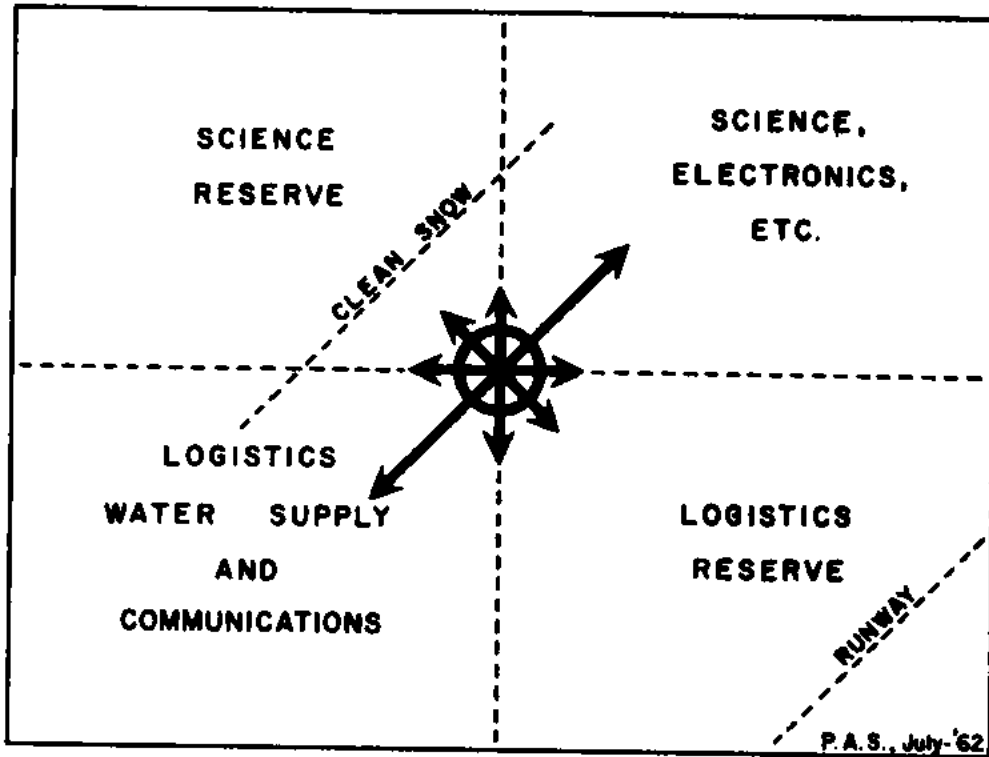 SCIENCE
RESERVE
SCIENCE,
ELECTRONICS,
ETC.
CLEAN SNOW
LOGISTICS
WATER SUPPLY
AND
COMMUNICATIONS
LOGISTICS
RESERVE
RUNWAY
P.A.S., July-'62